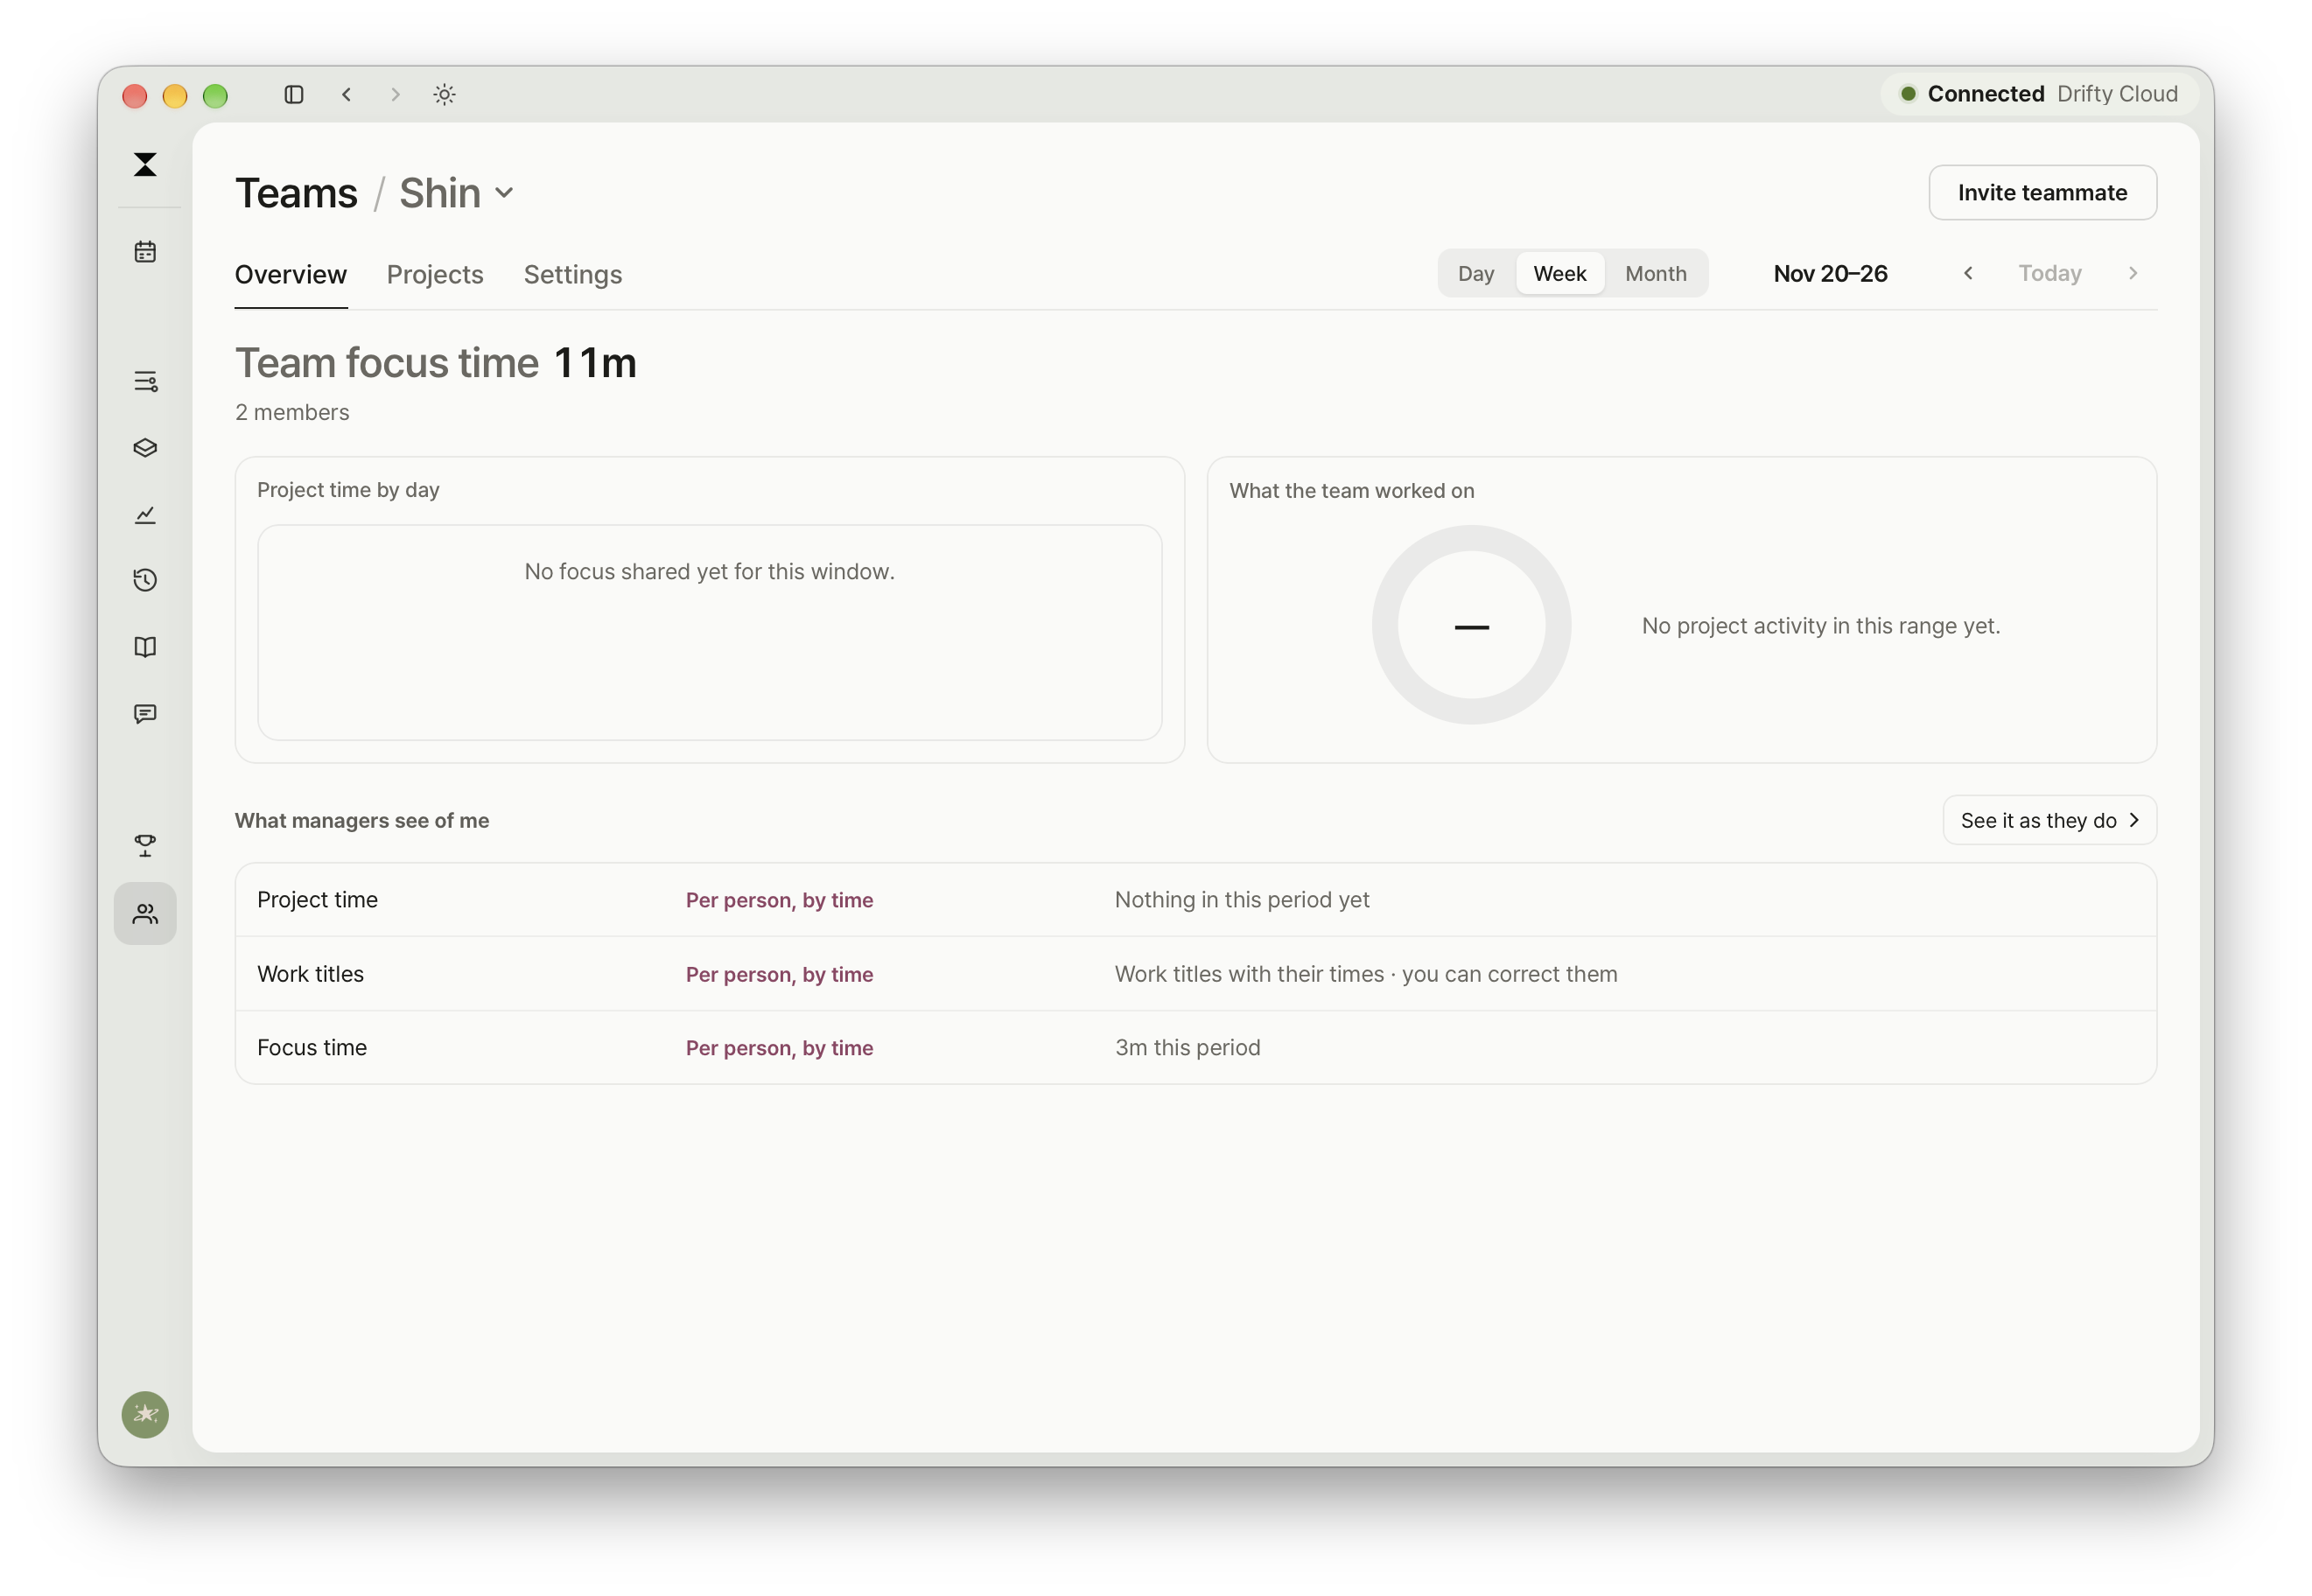 Connected Drifty Cloud
Teams / Shin
Invite teammate
Overview Projects Settings
Day Week Month Nov 20–26 Today
Team focus time 11m
2 members
Project time by day
No focus shared yet for this window.
What the team worked on
—
No project activity in this range yet.
What managers see of me
See it as they do
Project time Per person, by time Nothing in this period yet
Work titles Per person, by time Work titles with their times · you can correct them
Focus time Per person, by time 3m this period